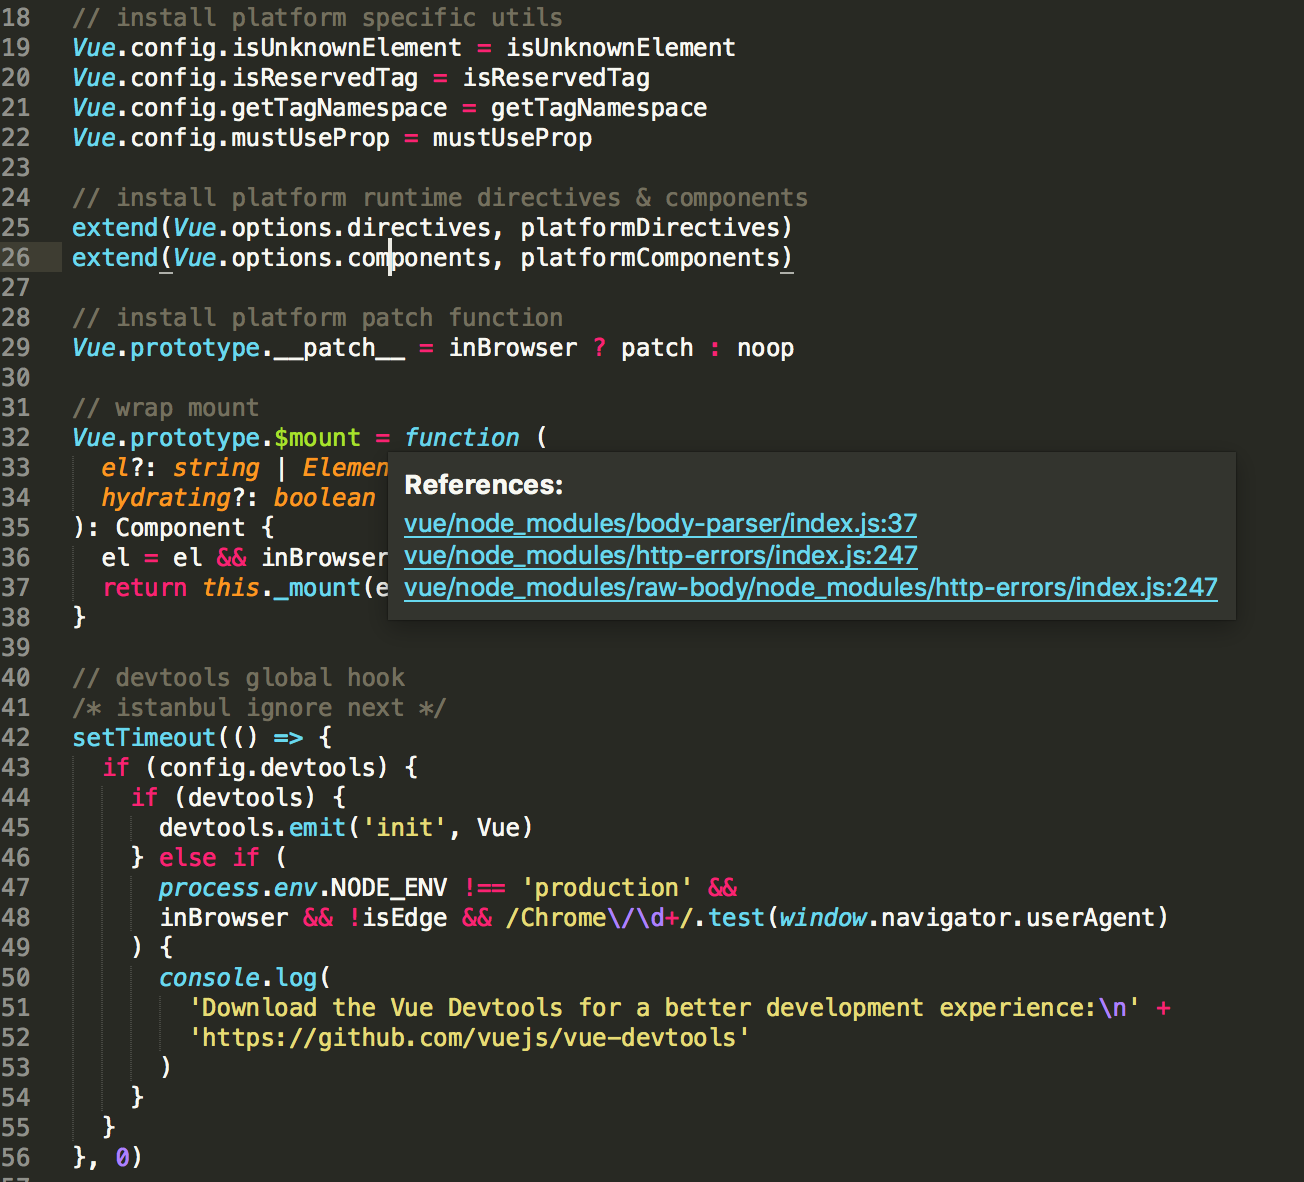 18 // install platform specific utils
19 Vue.config.isUnknownElement = isUnknownElement
20 Vue.config.isReservedTag = isReservedTag
21 Vue.config.getTagNamespace = getTagNamespace
22 Vue.config.mustUseProp = mustUseProp
23
24 // install platform runtime directives & components
25 extend(Vue.options.directives, platformDirectives)
26 extend(Vue.options.components, platformComponents)
27
28 // install platform patch function
29 Vue.prototype.__patch__ = inBrowser ? patch : noop
30
31 // wrap mount
32 Vue.prototype.$mount = function (
33 el?: string | Elemen
34 hydrating?: boolean
35 ): Component {
36 el = el && inBrowser
37 return this._mount(e
38 }
References:
vue/node_modules/body-parser/index.js:37
vue/node_modules/http-errors/index.js:247
vue/node_modules/raw-body/node_modules/http-errors/index.js:247
39
40 // devtools global hook
41 /* istanbul ignore next */
42 setTimeout(() => {
43 if (config.devtools) {
44 if (devtools) {
45 devtools.emit('init', Vue)
46 } else if (
47 process.env.NODE_ENV !== 'production' &&
48 inBrowser && !isEdge && /Chrome\/\d+/.test(window.navigator.userAgent)
49 ) {
50 console.log(
51 'Download the Vue Devtools for a better development experience:\n' +
52 'https://github.com/vuejs/vue-devtools'
53 )
54 }
55 }
56 }, 0)